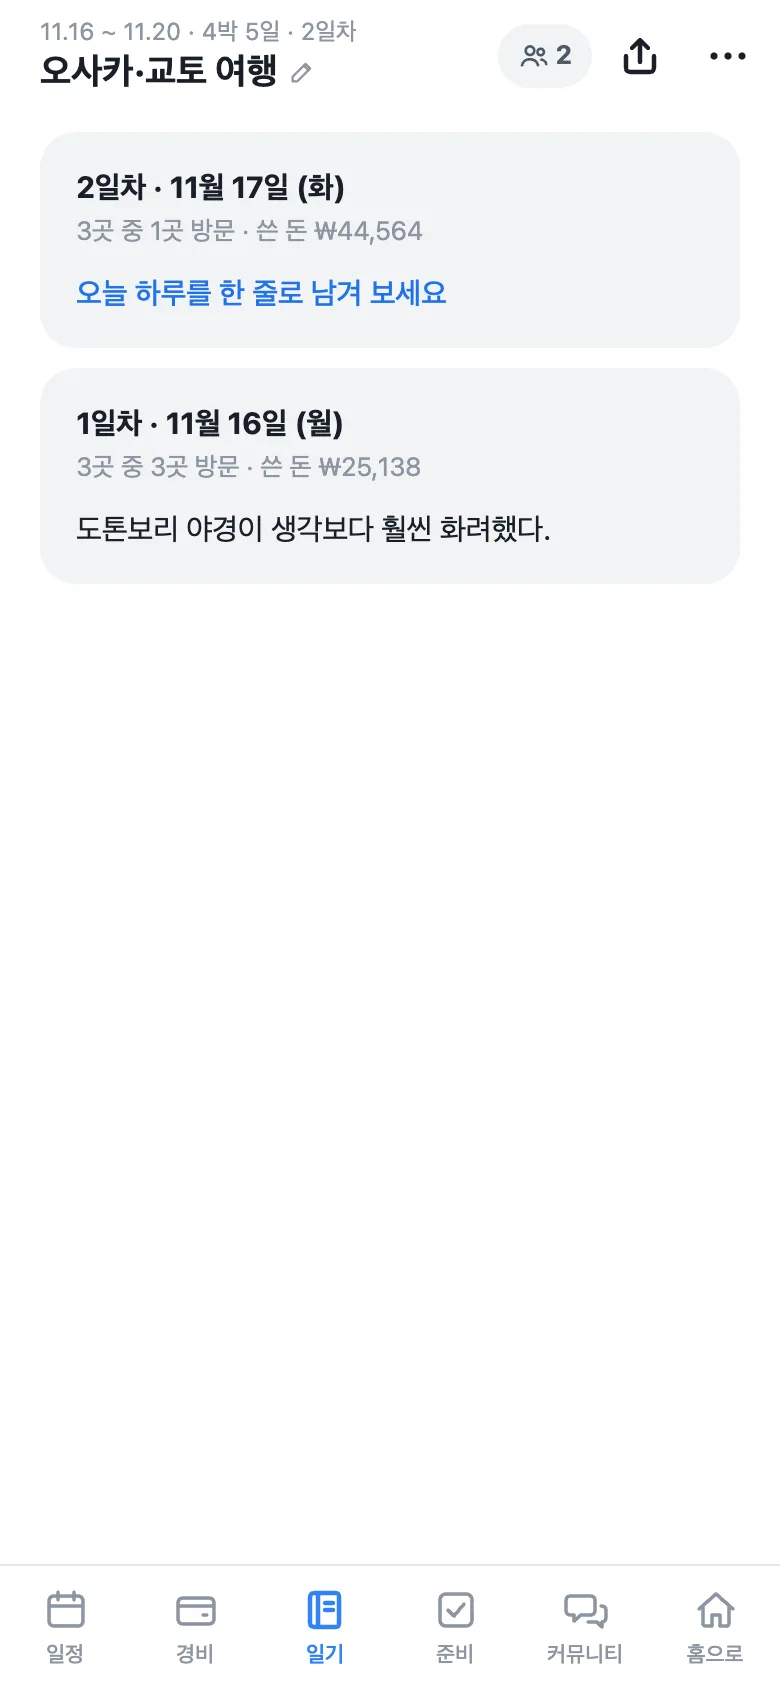 11.16 ~ 11.20 · 4박 5일 · 2일차
오사카·교토 여행
2
2일차 · 11월 17일 (화)
3곳 중 1곳 방문 · 쓴 돈 ₩44,564
오늘 하루를 한 줄로 남겨 보세요
1일차 · 11월 16일 (월)
3곳 중 3곳 방문 · 쓴 돈 ₩25,138
도톤보리 야경이 생각보다 훨씬 화려했다.
일정
경비
일기
준비
커뮤니티
홈으로